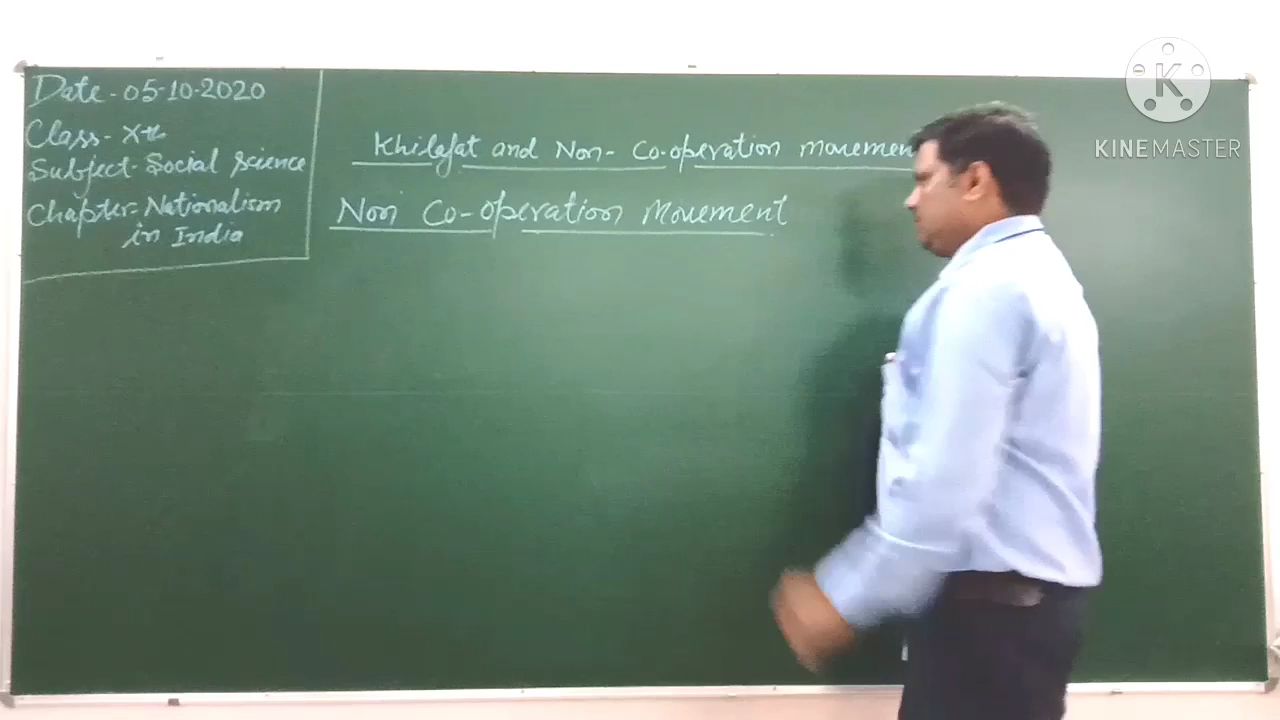 Date - 05-10-2020
Class - Xth
Subject - Social science
Chapter - Nationalism
in India
Khilafat and Non- Co-operation movemen
Non Co-operation Movement
K
KINEMASTER